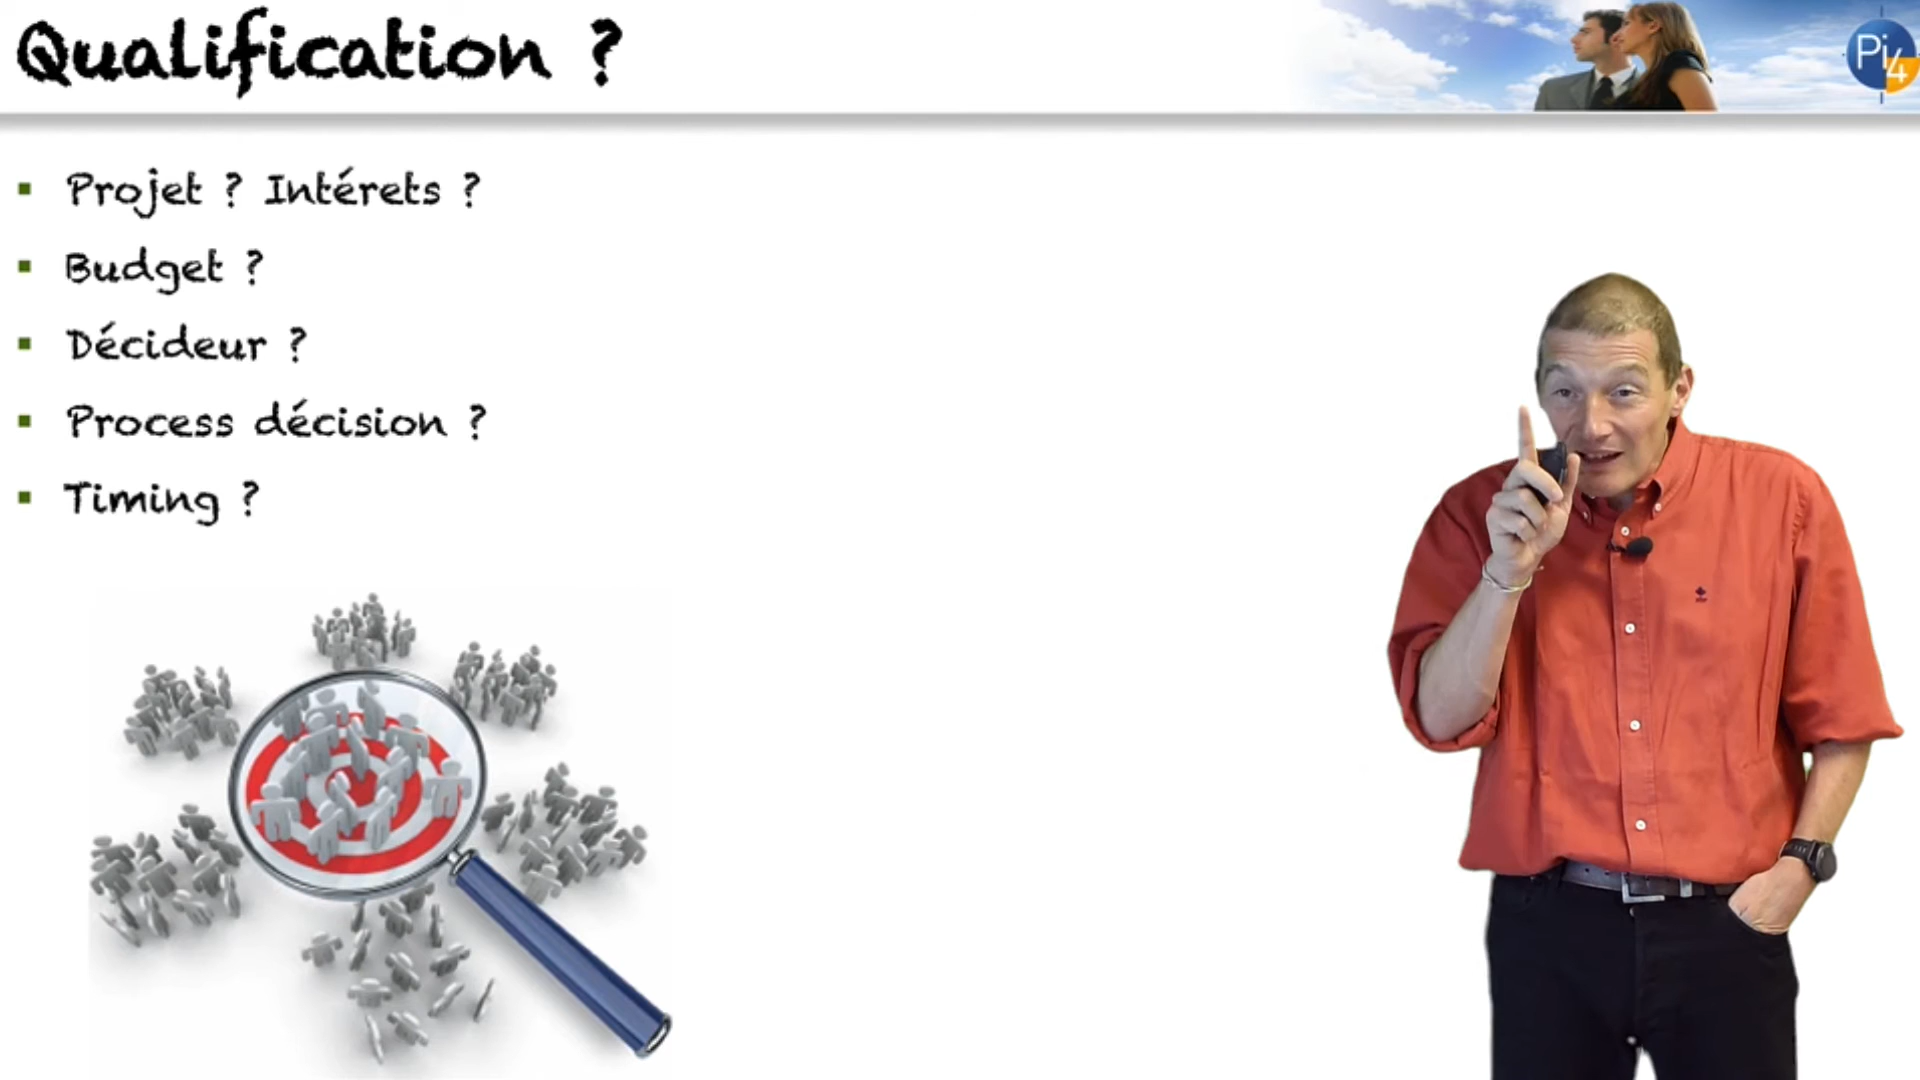 Qualification ?
Pi4
Projet ? Intérets ?
Budget ?
Décideur ?
Process décision ?
Timing ?